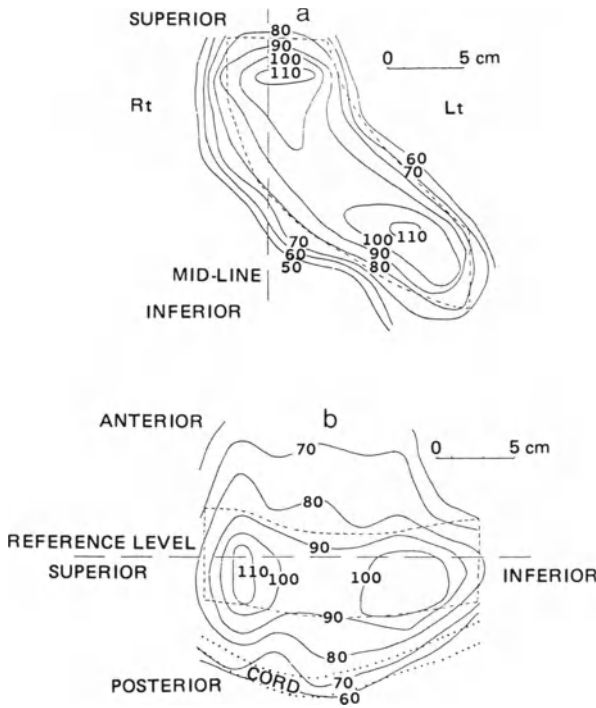 SUPERIOR
a
80
90
100
110
0 5 cm
Rt
Lt
60
70
100
110
90
80
70
60
50
MID-LINE
INFERIOR
b
ANTERIOR
0 5 cm
70
80
REFERENCE LEVEL
90
SUPERIOR
110
100
100
INFERIOR
90
80
CORD
70
POSTERIOR
60